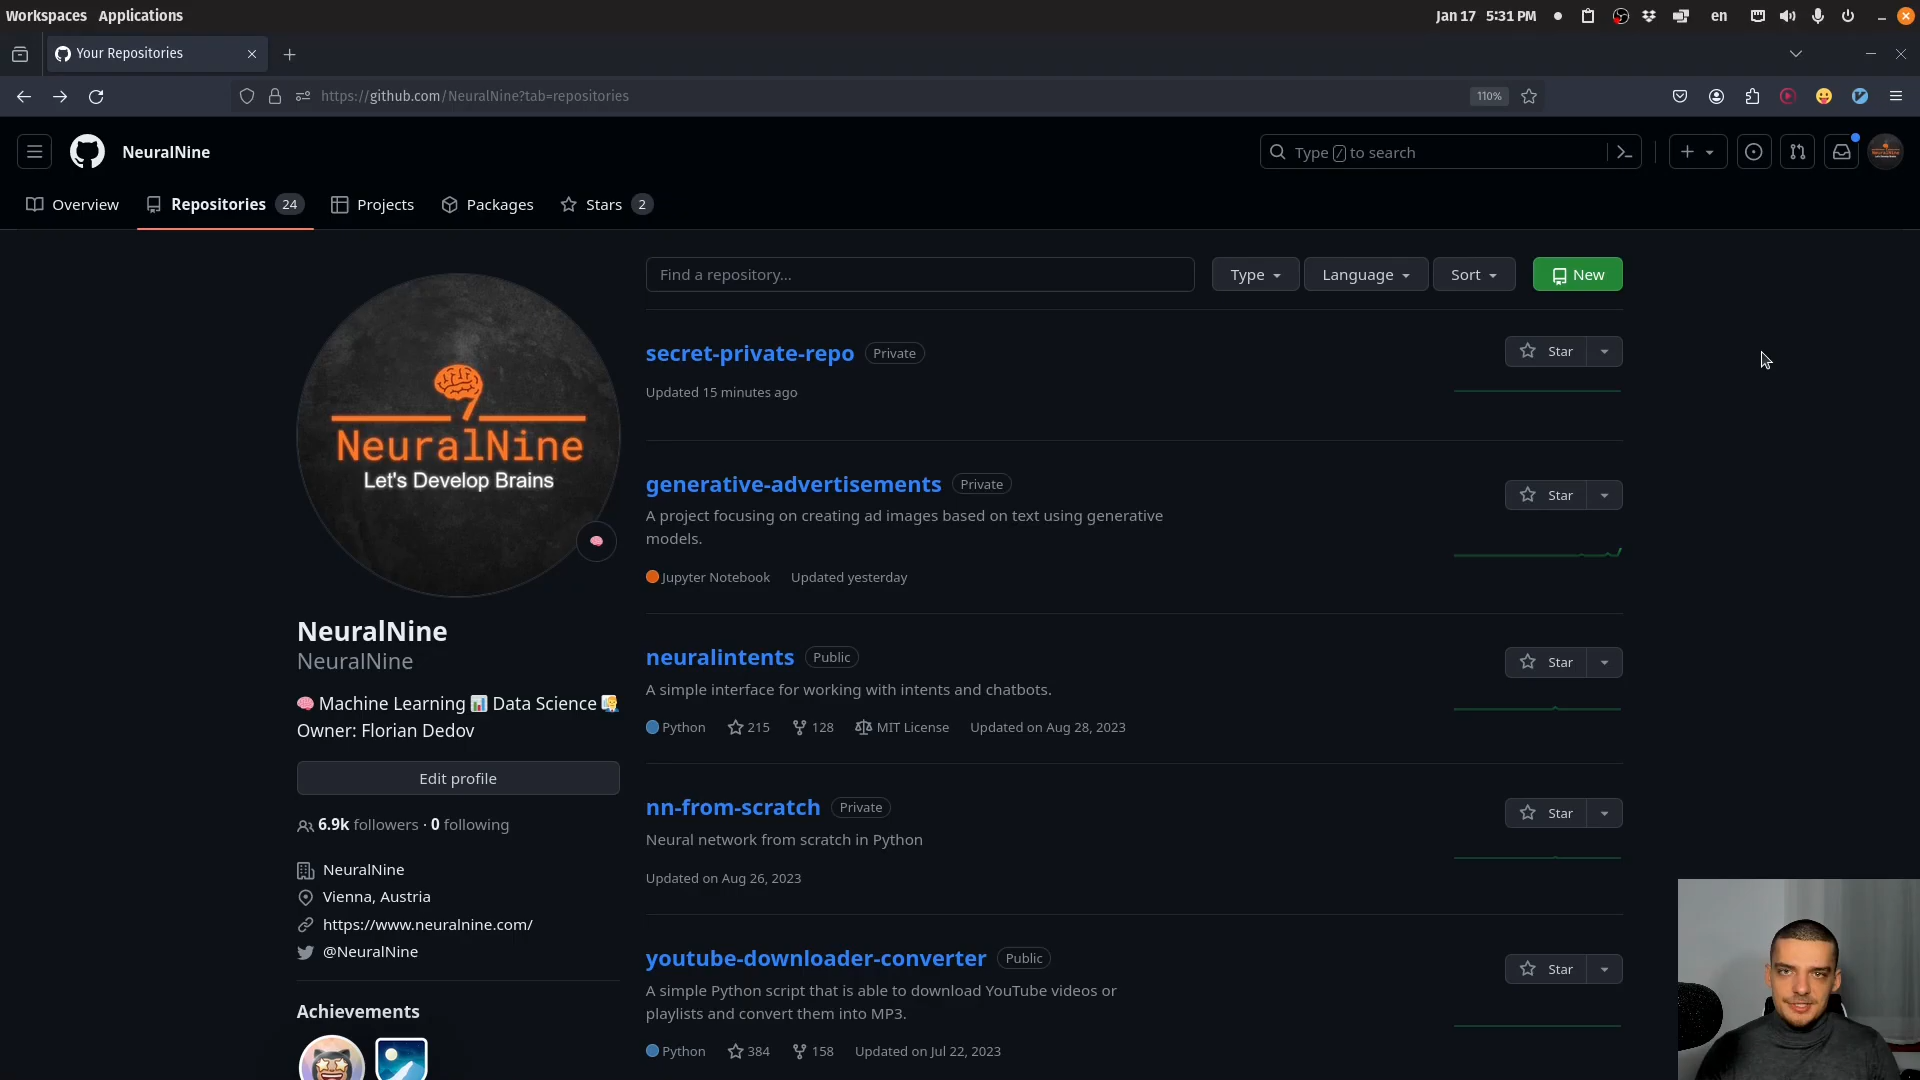 Workspaces Applications
Jan 17 5:31 PM
en
Your Repositories
https://github.com/NeuralNine?tab=repositories
110%
NeuralNine
Type / to search
Overview
Repositories 24
Projects
Packages
Stars 2
Find a repository...
Type
Language
Sort
New
NeuralNine
Let's Develop Brains
NeuralNine
NeuralNine
🧠 Machine Learning 📊 Data Science 👨‍🏫
Owner: Florian Dedov
Edit profile
6.9k followers · 0 following
NeuralNine
Vienna, Austria
https://www.neuralnine.com/
@NeuralNine
Achievements
secret-private-repo Private
Star
Updated 15 minutes ago
generative-advertisements Private
Star
A project focusing on creating ad images based on text using generative
models.
Jupyter Notebook Updated yesterday
neuralintents Public
Star
A simple interface for working with intents and chatbots.
Python 215 128 MIT License Updated on Aug 28, 2023
nn-from-scratch Private
Star
Neural network from scratch in Python
Updated on Aug 26, 2023
youtube-downloader-converter Public
Star
A simple Python script that is able to download YouTube videos or
playlists and convert them into MP3.
Python 384 158 Updated on Jul 22, 2023